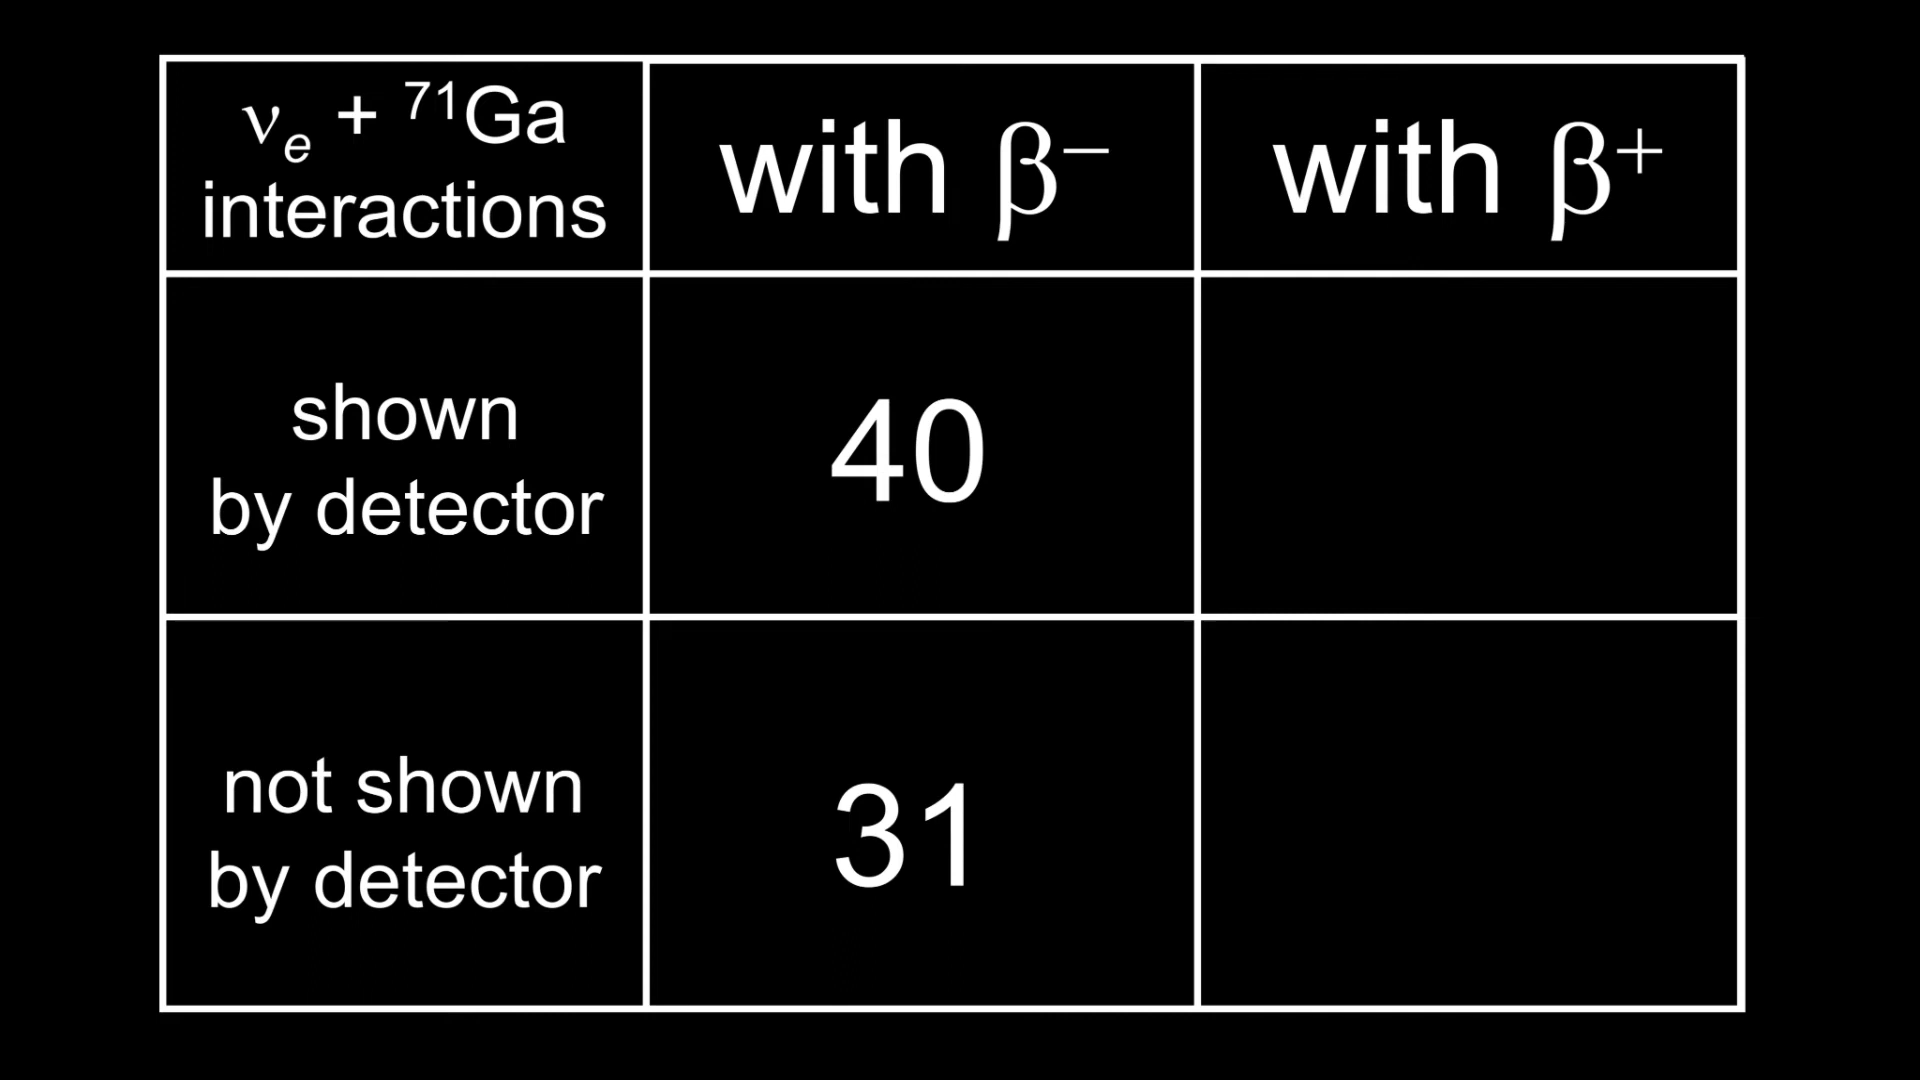 νₑ + ⁷¹Ga
interactions
with β⁻
with β⁺
shown
by detector
40
not shown
by detector
31